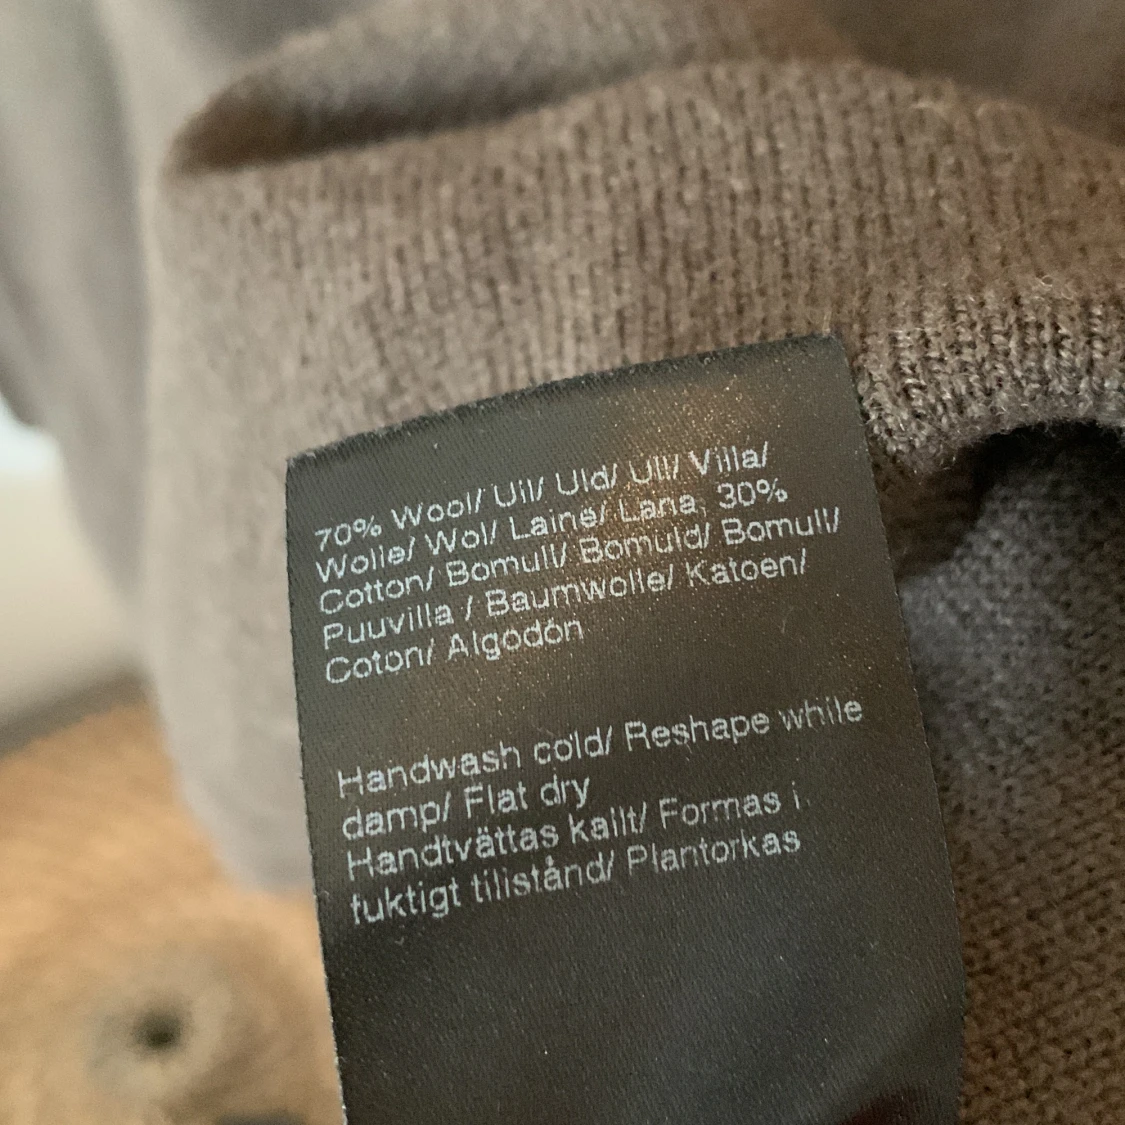 70% Wool/ Ull/ Uld/ Ull/ Villa/
Wolle/ Wol/ Laine/ Lana, 30%
Cotton/ Bomull/ Bomuld/ Bomull/
Puuvilla / Baumwolle/ Katoen/
Coton/ Algodón
Handwash cold/ Reshape while
damp/ Flat dry
Handtvättas kallt/ Formas i
fuktigt tillstånd/ Plantorkas